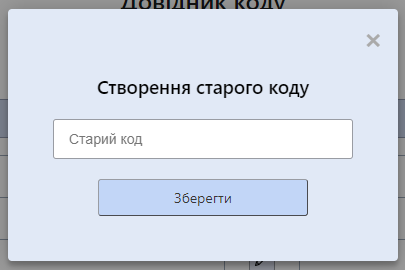 Довідник коду
×
Створення старого коду
Старий код
Зберегти